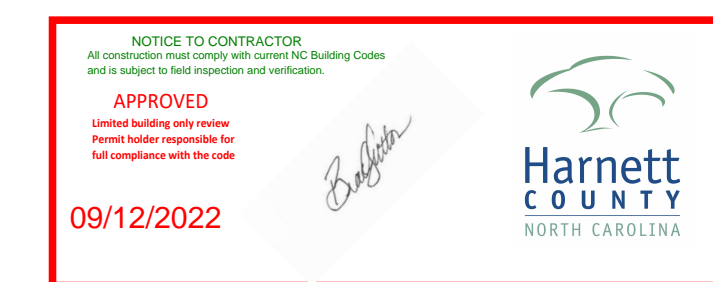 NOTICE TO CONTRACTOR
All construction must comply with current NC Building Codes
and is subject to field inspection and verification.
APPROVED
Limited building only review
Permit holder responsible for
full compliance with the code
09/12/2022
Brad Sutton
Harnett
COUNTY
NORTH CAROLINA